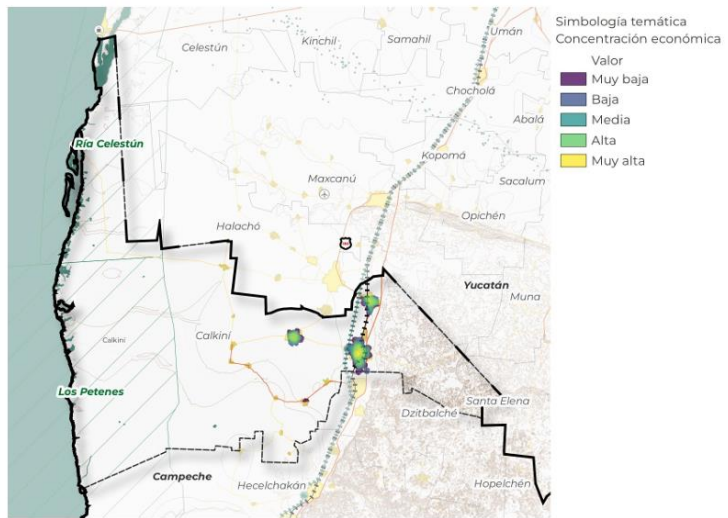 Simbología temática
Concentración económica
Valor
Muy baja
Baja
Media
Alta
Muy alta
Umán
Celestún
Kinchil
Samahil
Chocholá
Abalá
Ría Celestún
Kopomá
Maxcanú
Sacalum
Opichén
Halachó
Yucatán
Muna
Calkiní
Calkiní
Los Petenes
Santa Elena
Dzitbalché
Campeche
Hecelchakán
Hopelchén